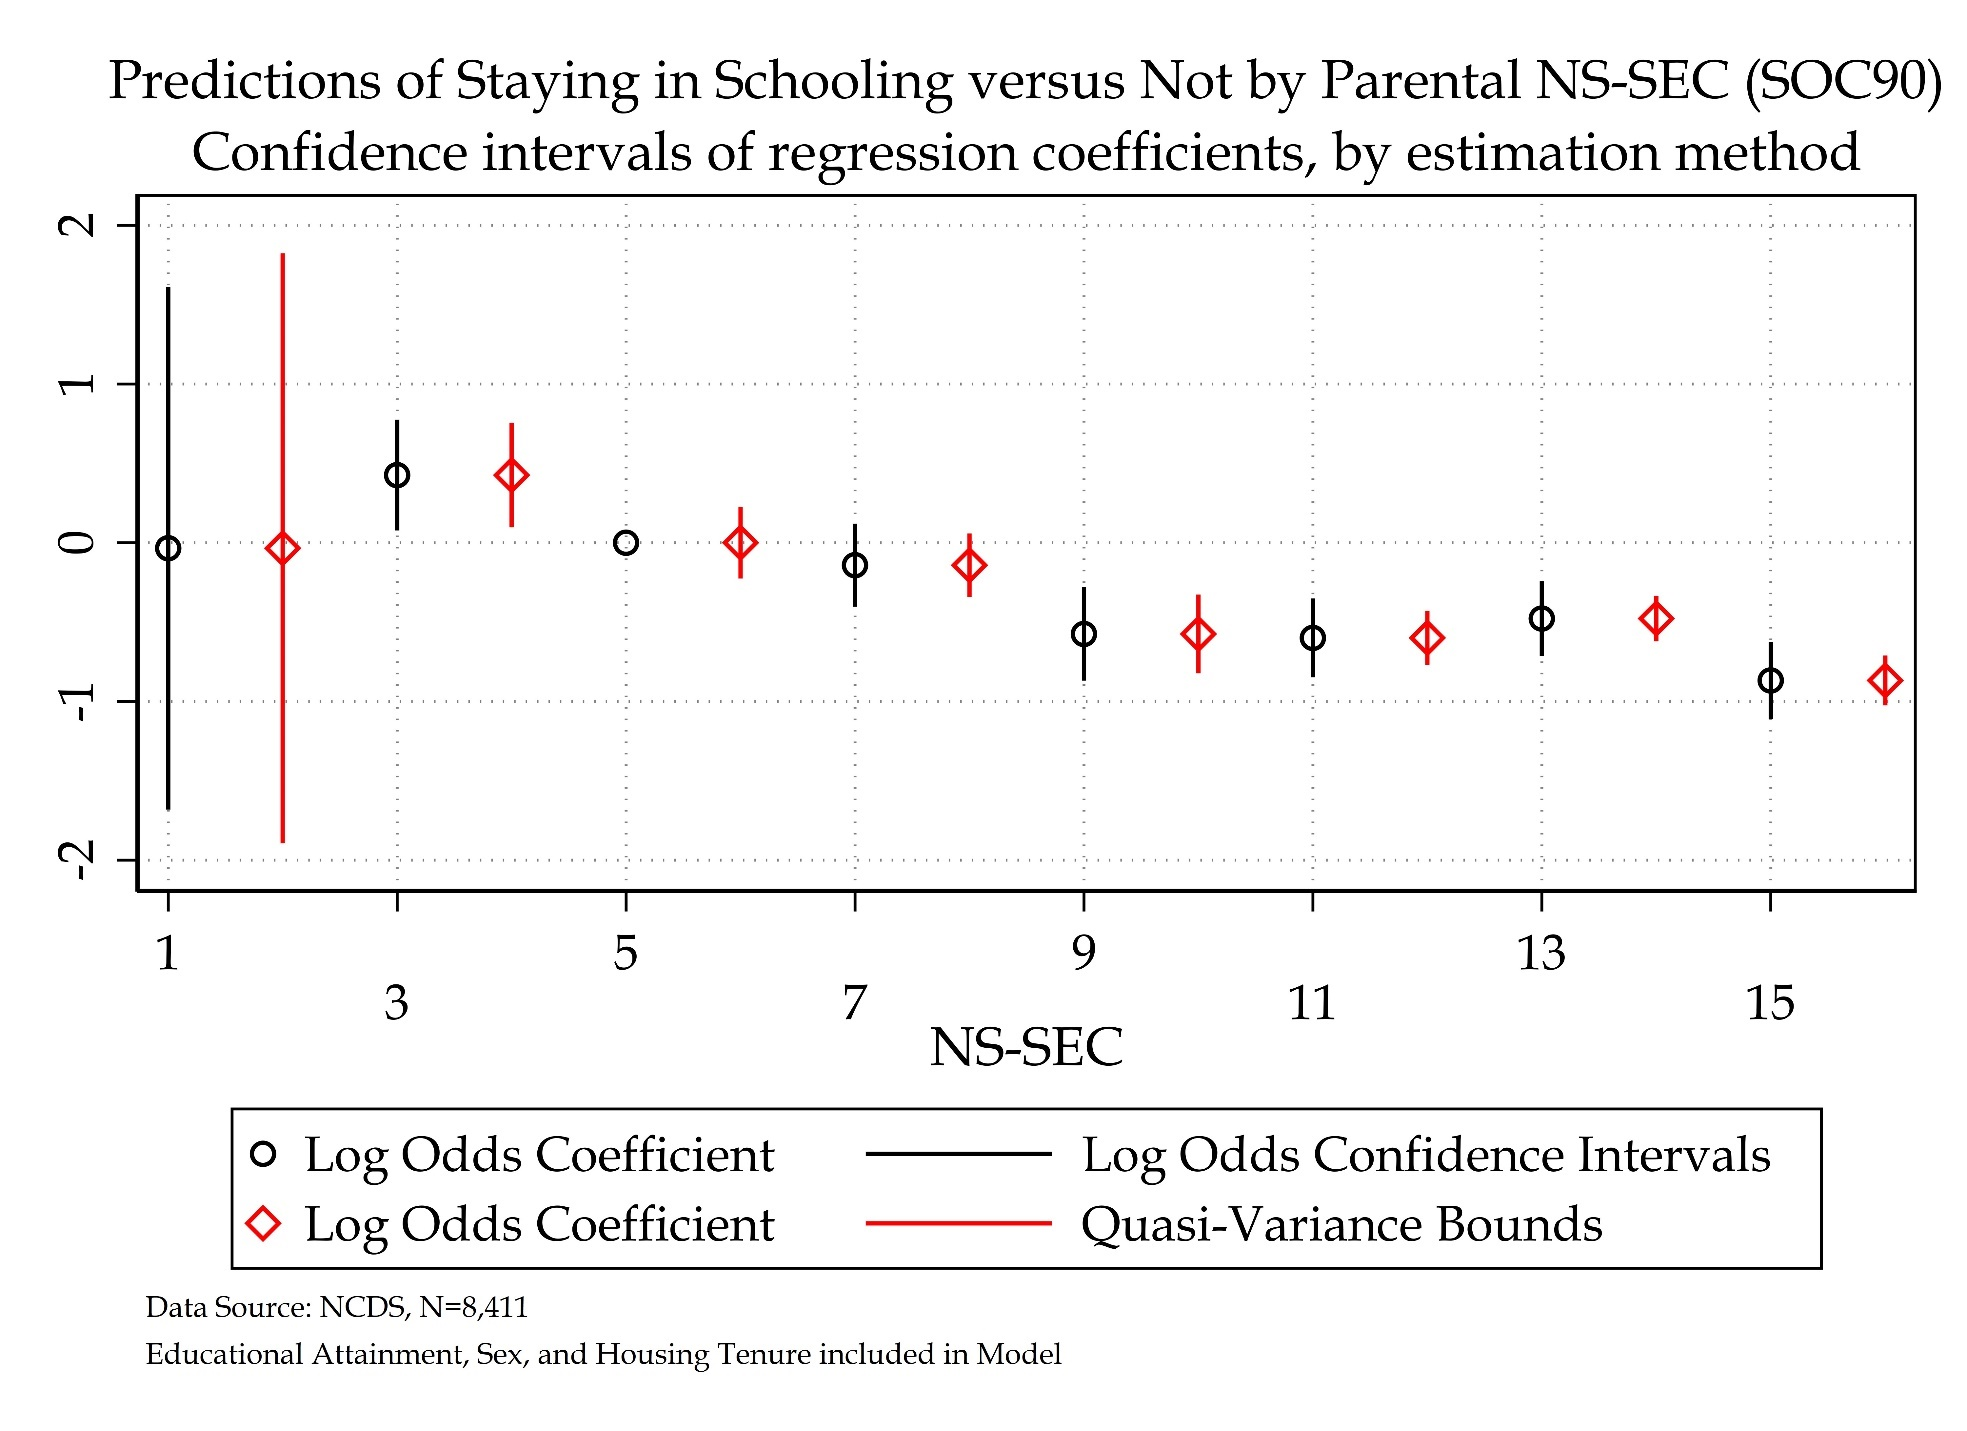 Predictions of Staying in Schooling versus Not by Parental NS-SEC (SOC90)
Confidence intervals of regression coefficients, by estimation method
2
1
0
-1
-2
1
3
5
7
9
11
13
15
NS-SEC
Log Odds Coefficient
Log Odds Confidence Intervals
Log Odds Coefficient
Quasi-Variance Bounds
Data Source: NCDS, N=8,411
Educational Attainment, Sex, and Housing Tenure included in Model